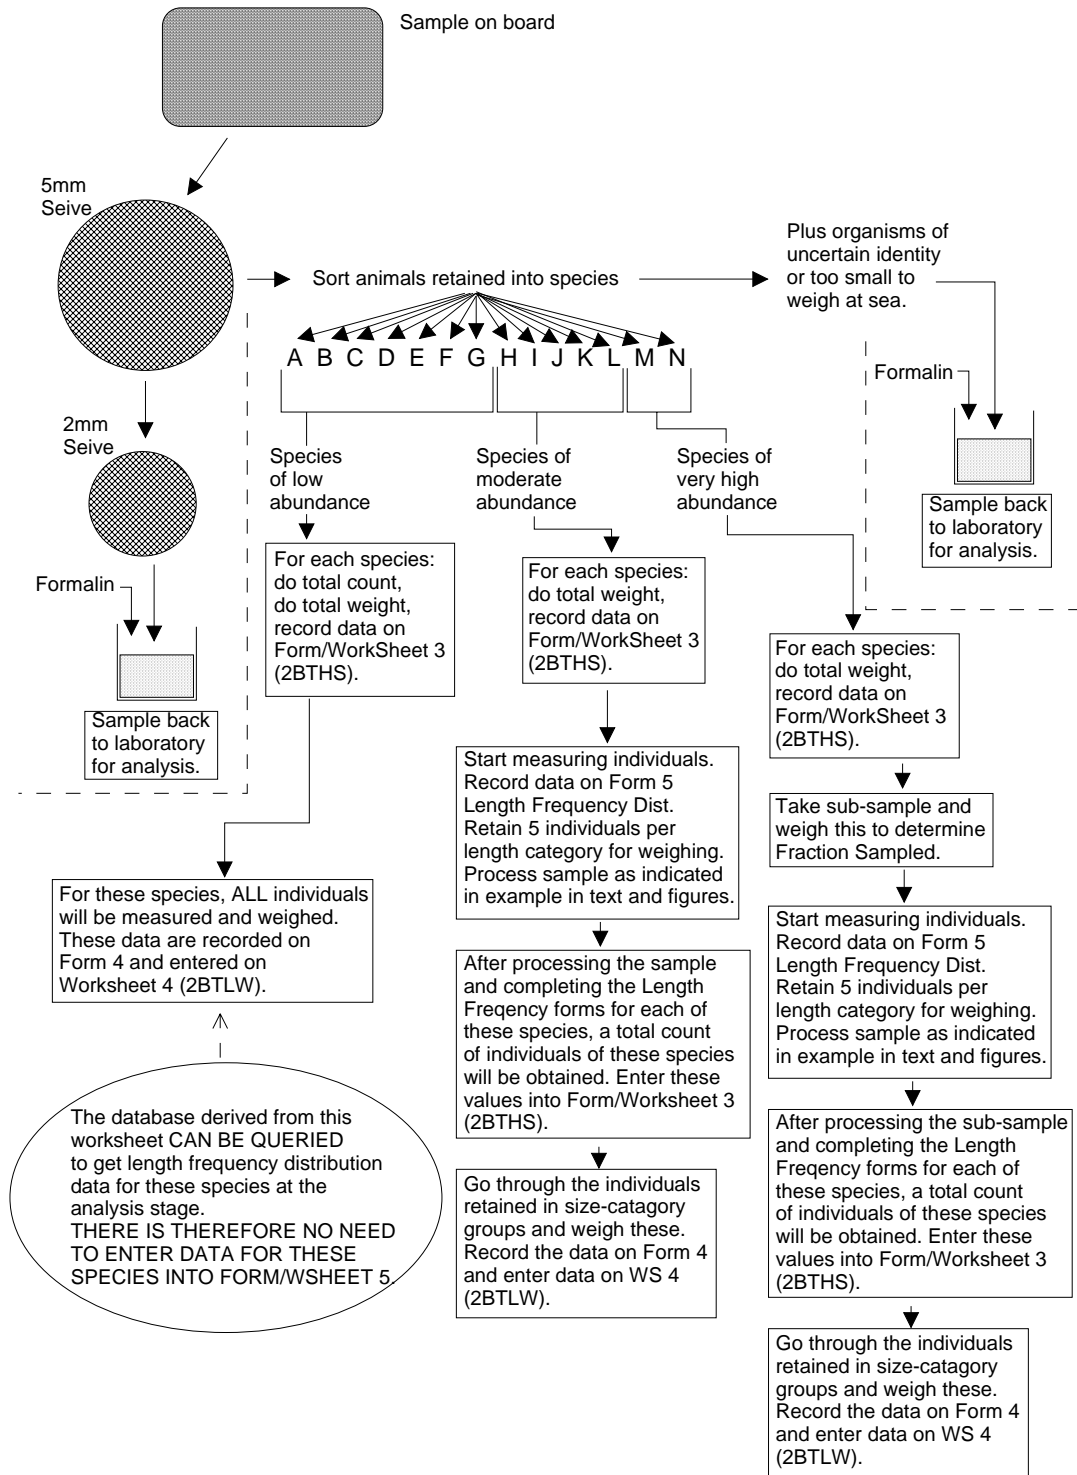 Sample on board
5mm
Seive
Sort animals retained into species
Plus organisms of
uncertain identity
or too small to
weigh at sea.
A B C D E F G H I J K L M N
Formalin
Sample back
to laboratory
for analysis.
2mm
Seive
Formalin
Sample back
to laboratory
for analysis.
Species
of low
abundance
For each species:
do total count,
do total weight,
record data on
Form/WorkSheet 3
(2BTHS).
For these species, ALL individuals
will be measured and weighed.
These data are recorded on
Form 4 and entered on
Worksheet 4 (2BTLW).
The database derived from this
worksheet CAN BE QUERIED
to get length frequency distribution
data for these species at the
analysis stage.
THERE IS THEREFORE NO NEED
TO ENTER DATA FOR THESE
SPECIES INTO FORM/WSHEET 5.
Species of
moderate
abundance
For each species:
do total weight,
record data on
Form/WorkSheet 3
(2BTHS).
Start measuring individuals.
Record data on Form 5
Length Frequency Dist.
Retain 5 individuals per
length category for weighing.
Process sample as indicated
in example in text and figures.
After processing the sample
and completing the Length
Freqency forms for each of
these species, a total count
of individuals of these species
will be obtained. Enter these
values into Form/Worksheet 3
(2BTHS).
Go through the individuals
retained in size-catagory
groups and weigh these.
Record the data on Form 4
and enter data on WS 4
(2BTLW).
Species of
very high
abundance
For each species:
do total weight,
record data on
Form/WorkSheet 3
(2BTHS).
Take sub-sample and
weigh this to determine
Fraction Sampled.
Start measuring individuals.
Record data on Form 5
Length Frequency Dist.
Retain 5 individuals per
length category for weighing.
Process sample as indicated
in example in text and figures.
After processing the sub-sample
and completing the Length
Freqency forms for each of
these species, a total count
of individuals of these species
will be obtained. Enter these
values into Form/Worksheet 3
(2BTHS).
Go through the individuals
retained in size-catagory
groups and weigh these.
Record the data on Form 4
and enter data on WS 4
(2BTLW).